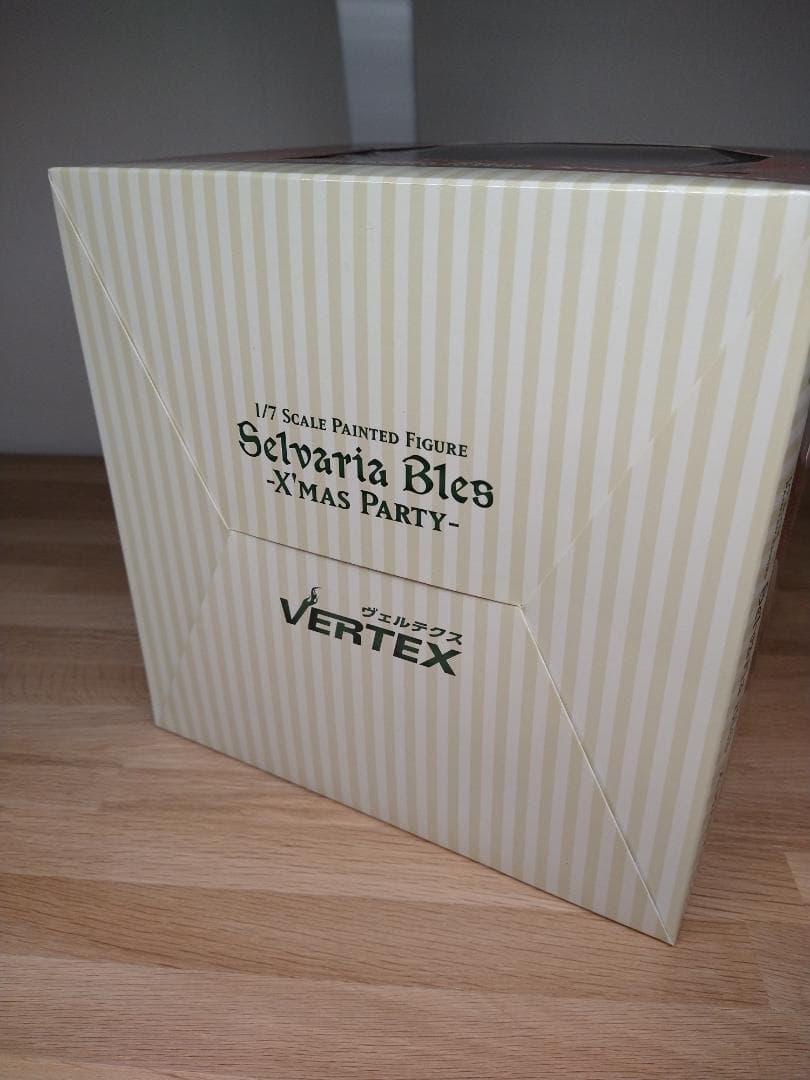 1/7 Scale Painted Figure
Selvaria Bles
-X'mas Party-
ヴェルテクス
VERTEX